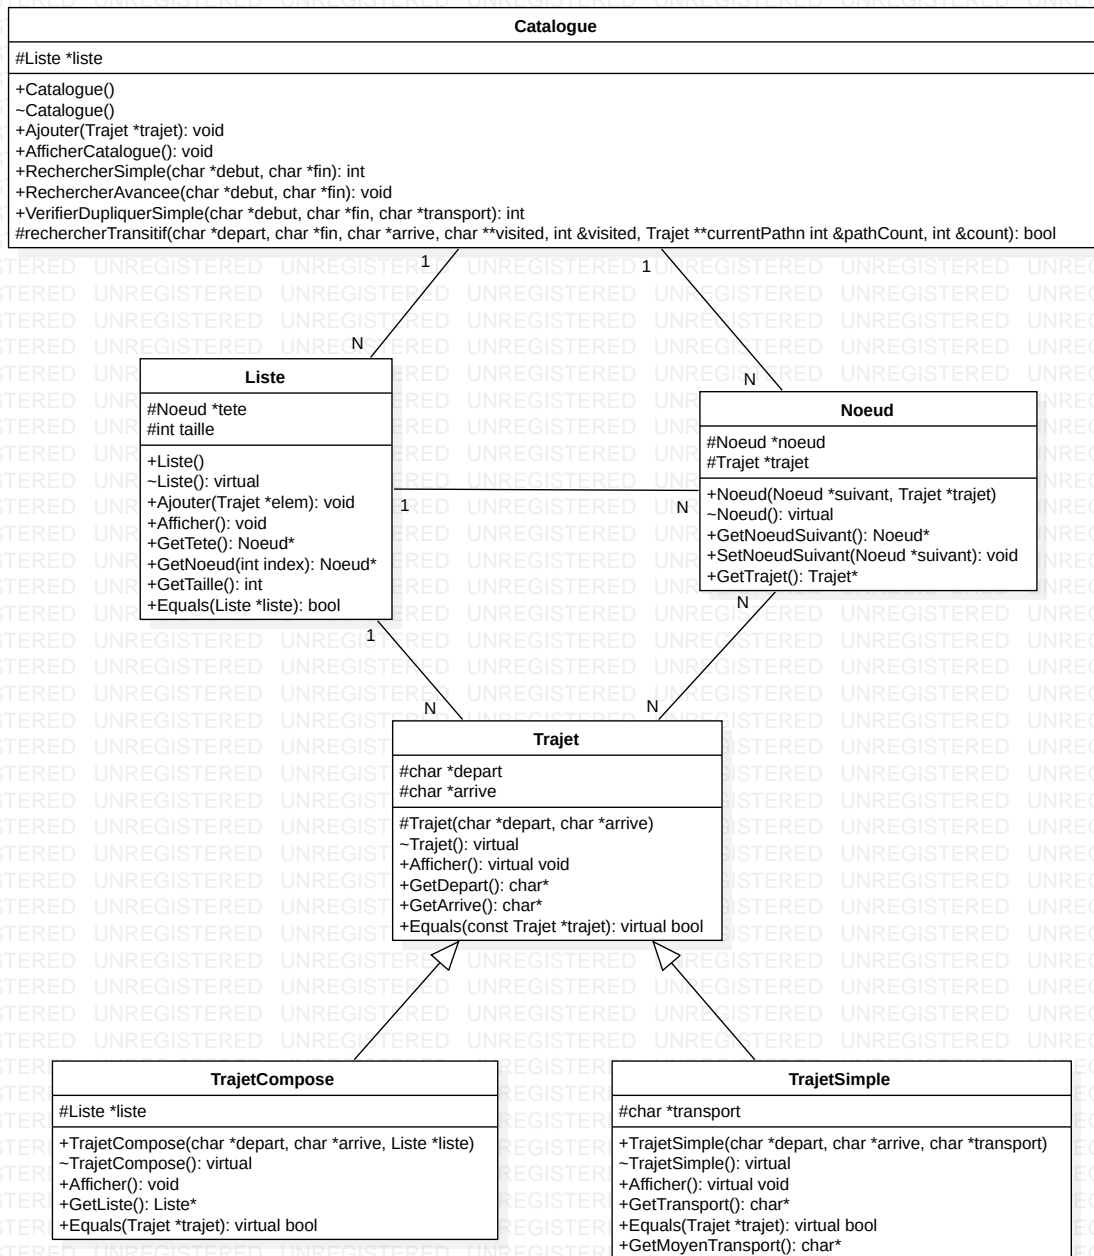 Catalogue
#Liste *liste
+Catalogue()
~Catalogue()
+Ajouter(Trajet *trajet): void
+AfficherCatalogue(): void
+RechercherSimple(char *debut, char *fin): int
+RechercherAvancee(char *debut, char *fin): void
+VerifierDupliquerSimple(char *debut, char *fin, char *transport): int
#rechercherTransitif(char *depart, char *fin, char *arrive, char **visited, int &visited, Trajet **currentPathn int &pathCount, int &count): bool
1
1
N
N
Liste
#Noeud *tete
#int taille
+Liste()
~Liste(): virtual
+Ajouter(Trajet *elem): void
+Afficher(): void
+GetTete(): Noeud*
+GetNoeud(int index): Noeud*
+GetTaille(): int
+Equals(Liste *liste): bool
Noeud
#Noeud *noeud
#Trajet *trajet
+Noeud(Noeud *suivant, Trajet *trajet)
~Noeud(): virtual
+GetNoeudSuivant(): Noeud*
+SetNoeudSuivant(Noeud *suivant): void
+GetTrajet(): Trajet*
1
N
N
1
N
N
Trajet
#char *depart
#char *arrive
#Trajet(char *depart, char *arrive)
~Trajet(): virtual
+Afficher(): virtual void
+GetDepart(): char*
+GetArrive(): char*
+Equals(const Trajet *trajet): virtual bool
TrajetCompose
#Liste *liste
+TrajetCompose(char *depart, char *arrive, Liste *liste)
~TrajetCompose(): virtual
+Afficher(): void
+GetListe(): Liste*
+Equals(Trajet *trajet): virtual bool
TrajetSimple
#char *transport
+TrajetSimple(char *depart, char *arrive, char *transport)
~TrajetSimple(): virtual
+Afficher(): virtual void
+GetTransport(): char*
+Equals(Trajet *trajet): virtual bool
+GetMoyenTransport(): char*